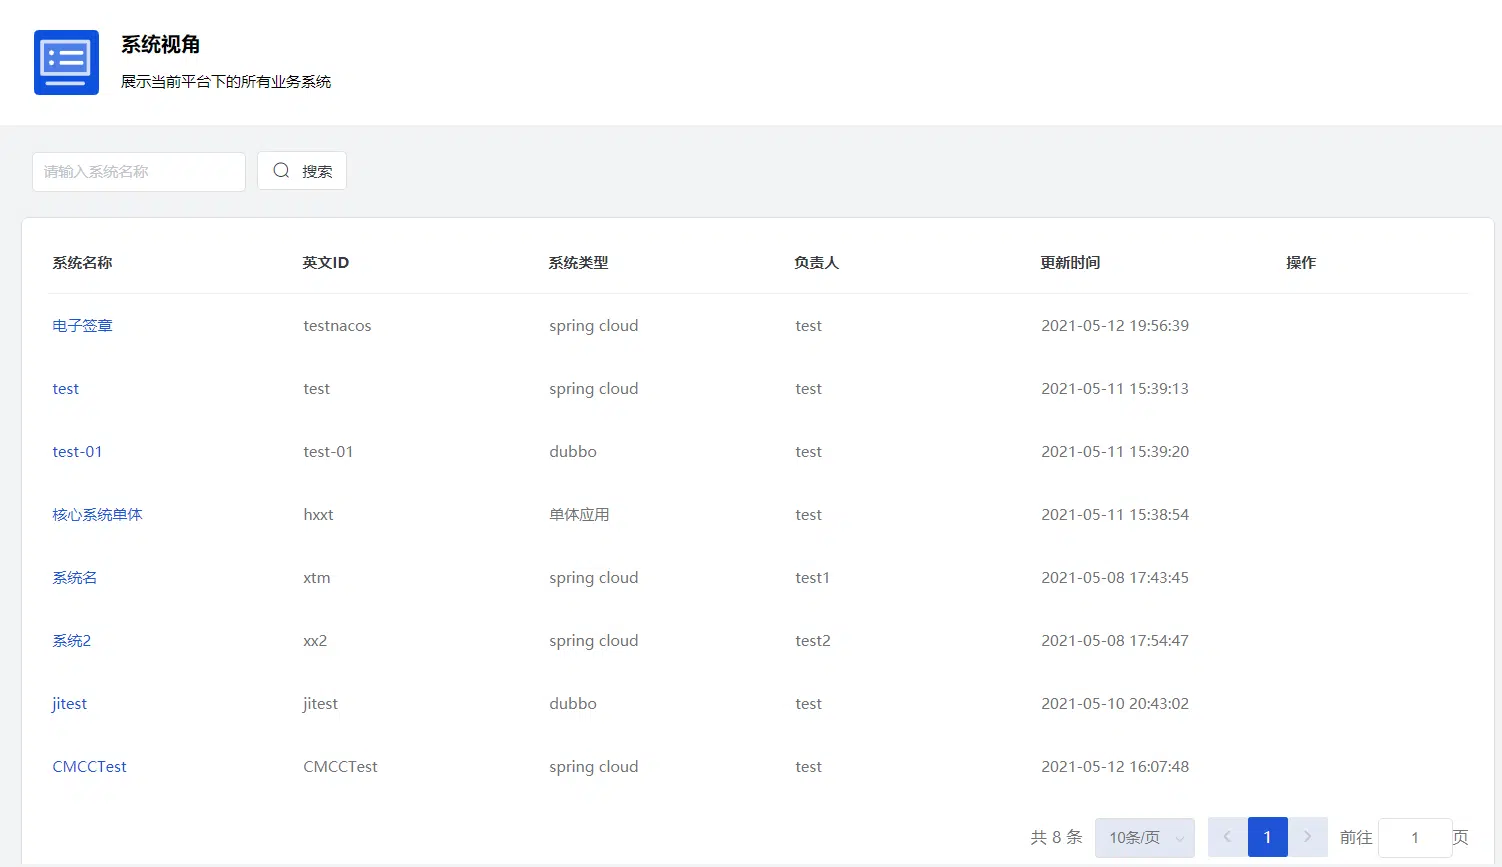 系统视角
展示当前平台下的所有业务系统
请输入系统名称 搜索
系统名称 英文ID 系统类型 负责人 更新时间 操作
电子签章 testnacos spring cloud test 2021-05-12 19:56:39
test test spring cloud test 2021-05-11 15:39:13
test-01 test-01 dubbo test 2021-05-11 15:39:20
核心系统单体 hxxt 单体应用 test 2021-05-11 15:38:54
系统名 xtm spring cloud test1 2021-05-08 17:43:45
系统2 xx2 spring cloud test2 2021-05-08 17:54:47
jitest jitest dubbo test 2021-05-10 20:43:02
CMCCTest CMCCTest spring cloud test 2021-05-12 16:07:48
共 8 条 10条/页 1 前往 1 页